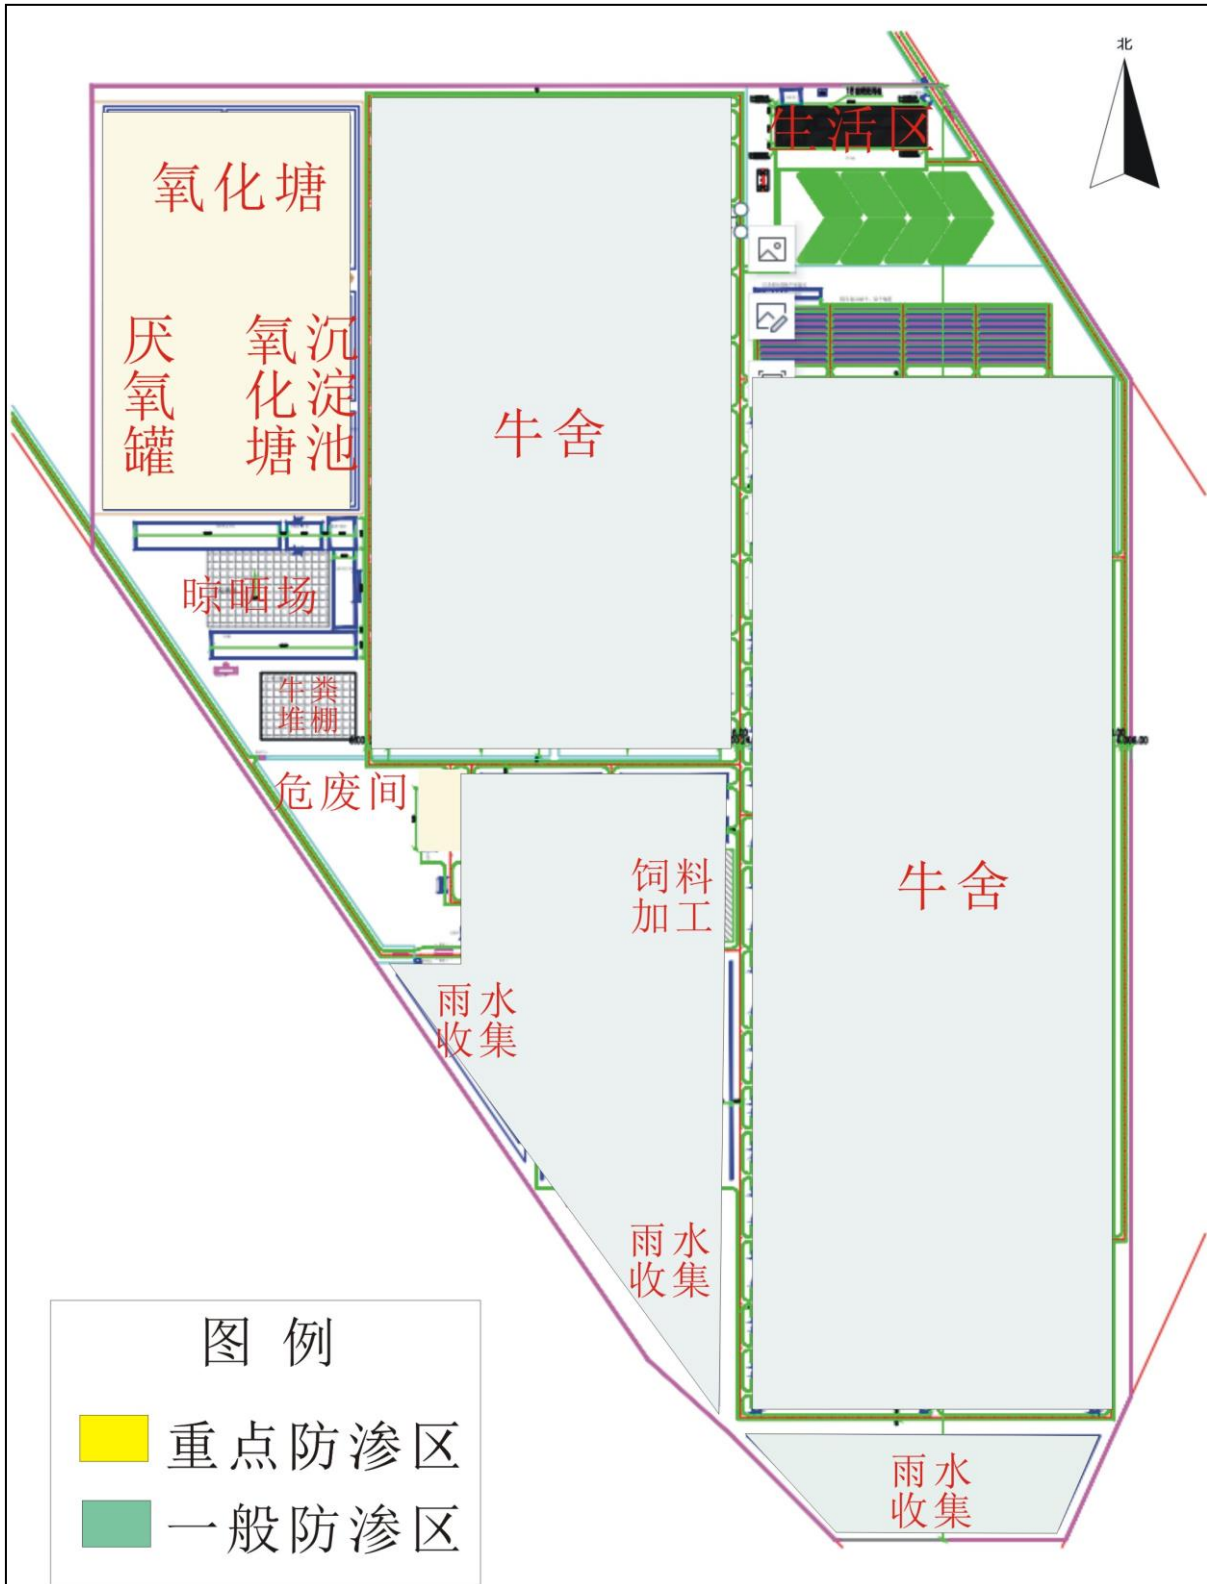 北
生活区
氧化塘
厌氧罐
氧化塘
沉淀池
牛舍
晾晒场
牛粪
堆棚
危废间
饲料
加工
牛舍
雨水
收集
雨水
收集
雨水
收集
图例
重点防渗区
一般防渗区